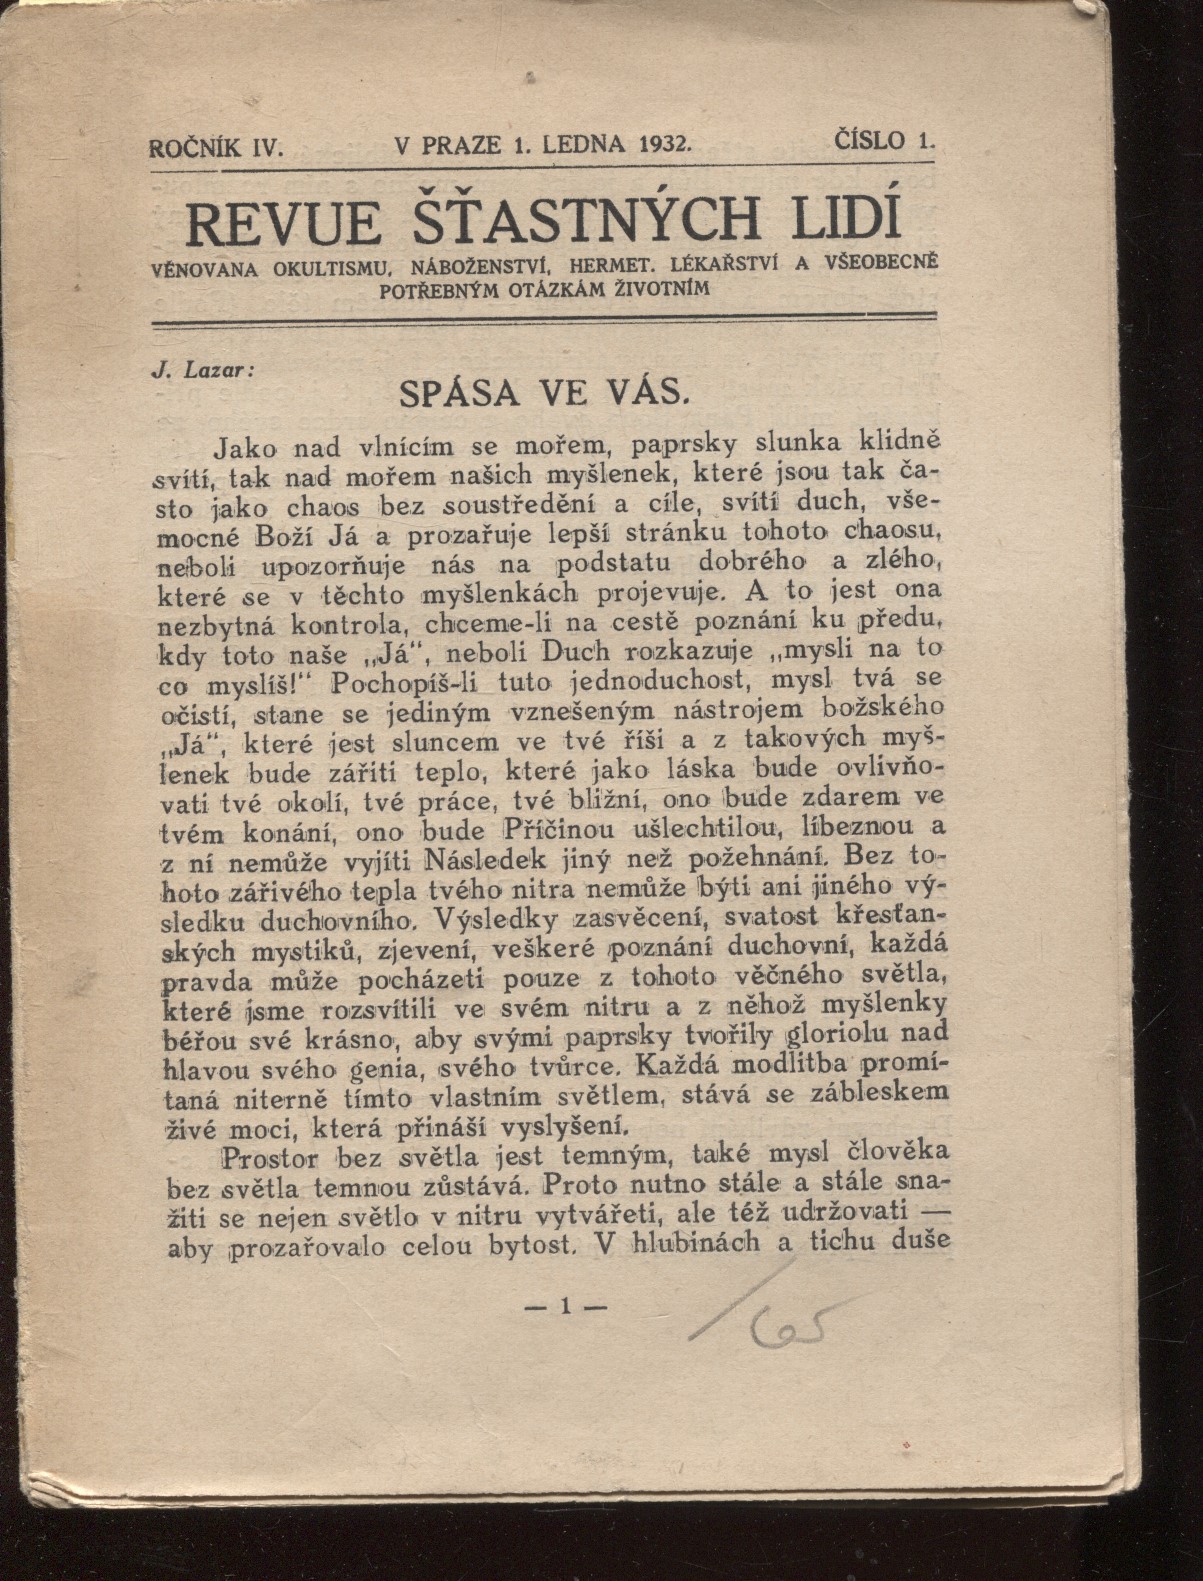 ROČNÍK IV. V PRAZE 1. LEDNA 1932. ČÍSLO 1.
REVUE ŠŤASTNÝCH LIDÍ
VĚNOVANA OKULTISMU, NÁBOŽENSTVÍ, HERMET. LÉKAŘSTVÍ A VŠEOBECNĚ
POTŘEBNÝM OTÁZKÁM ŽIVOTNÍM
J. Lazar:
SPÁSA VE VÁS.
Jako nad vlnícím se mořem, paprsky slunka klidně
svítí, tak nad mořem našich myšlenek, které jsou tak ča-
sto jako chaos bez soustředění a cíle, svítí duch, vše-
mocné Boží Já a prozařuje lepší stránku tohoto chaosu,
neboli upozorňuje nás na podstatu dobrého a zlého,
které se v těchto myšlenkách projevuje. A to jest ona
nezbytná kontrola, chceme-li na cestě poznání ku předu,
kdy toto naše „Já“, neboli Duch rozkazuje „mysli na to
co myslíš!“ Pochopíš-li tuto jednoduchost, mysl tvá se
očistí, stane se jediným vznešeným nástrojem božského
„Já“, které jest sluncem ve tvé říši a z takových myš-
lenek bude zářiti teplo, které jako láska bude ovlivňo-
vati tvé okolí, tvé práce, tvé bližní, ono bude zdarem ve
tvém konání, ono bude Příčinou ušlechtilou, líbeznou a
z ní nemůže vyjíti Následek jiný než požehnání. Bez to-
hoto zářivého tepla tvého nitra nemůže býti ani jiného vý-
sledku duchovního. Výsledky zasvěcení, svatost křesťan-
ských mystiků, zjevení, veškeré poznání duchovní, každá
pravda může pocházeti pouze z tohoto věčného světla,
které jsme rozsvítili ve svém nitru a z něhož myšlenky
béřou své krásno, aby svými paprsky tvořily gloriolu nad
hlavou svého genia, svého tvůrce. Každá modlitba promí-
taná niterně tímto vlastním světlem, stává se zábleskem
živé moci, která přináší vyslyšení.
Prostor bez světla jest temným, také mysl člověka
bez světla temnou zůstává. Proto nutno stále a stále sna-
žiti se nejen světlo v nitru vytvářeti, ale též udržovati —
aby prozařovalo celou bytost. V hlubinách a tichu duše
— 1 —